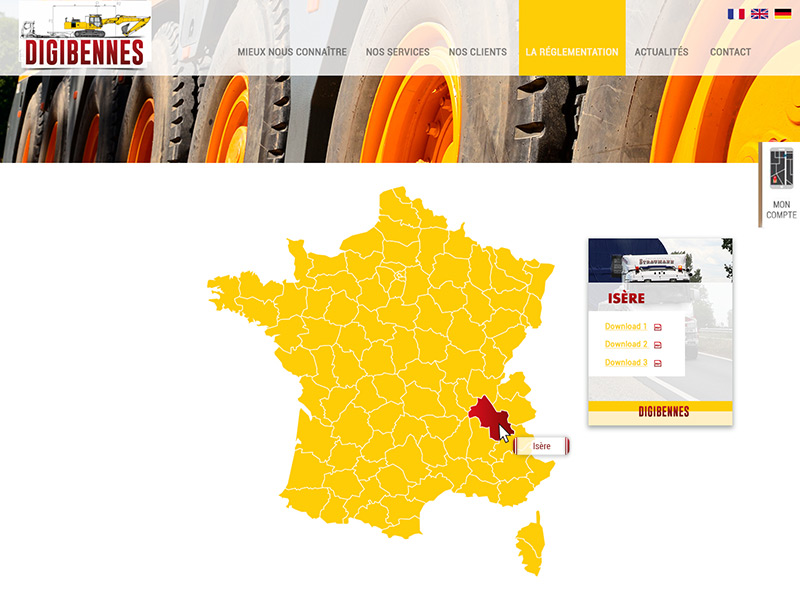 DIGIBENNES
MIEUX NOUS CONNAÎTRE NOS SERVICES NOS CLIENTS LA RÉGLEMENTATION ACTUALITÉS CONTACT
MON
COMPTE
STRAUMANN
ISÈRE
Download 1
Download 2
Download 3
DIGIBENNES
Isère